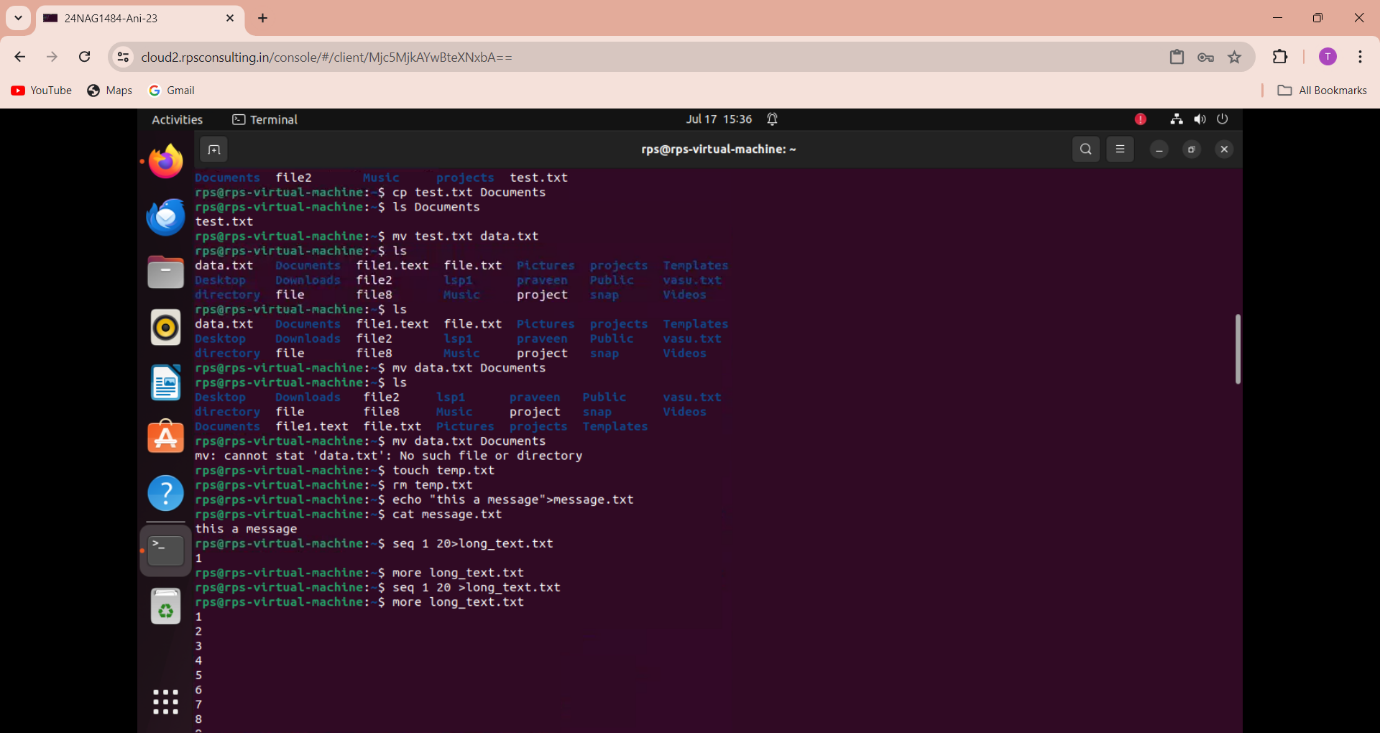 24NAG1484-Ani-23
cloud2.rpsconsulting.in/console/#/client/Mjc5MjkAYwBteXNxbA==
T
YouTube Maps Gmail All Bookmarks
Activities Terminal Jul 17 15:36
rps@rps-virtual-machine: ~
Documents file2 Music projects test.txt
rps@rps-virtual-machine:~$ cp test.txt Documents
rps@rps-virtual-machine:~$ ls Documents
test.txt
rps@rps-virtual-machine:~$ mv test.txt data.txt
rps@rps-virtual-machine:~$ ls
data.txt Documents file1.text file.txt Pictures projects Templates
Desktop Downloads file2 lsp1 praveen Public vasu.txt
directory file file8 Music project snap Videos
rps@rps-virtual-machine:~$ ls
data.txt Documents file1.text file.txt Pictures projects Templates
Desktop Downloads file2 lsp1 praveen Public vasu.txt
directory file file8 Music project snap Videos
rps@rps-virtual-machine:~$ mv data.txt Documents
rps@rps-virtual-machine:~$ ls
Desktop Downloads file2 lsp1 praveen Public vasu.txt
directory file file8 Music project snap Videos
Documents file1.text file.txt Pictures projects Templates
rps@rps-virtual-machine:~$ mv data.txt Documents
mv: cannot stat 'data.txt': No such file or directory
rps@rps-virtual-machine:~$ touch temp.txt
rps@rps-virtual-machine:~$ rm temp.txt
rps@rps-virtual-machine:~$ echo "this a message">message.txt
rps@rps-virtual-machine:~$ cat message.txt
this a message
rps@rps-virtual-machine:~$ seq 1 20>long_text.txt
1
rps@rps-virtual-machine:~$ more long_text.txt
rps@rps-virtual-machine:~$ seq 1 20 >long_text.txt
rps@rps-virtual-machine:~$ more long_text.txt
1
2
3
4
5
6
7
8